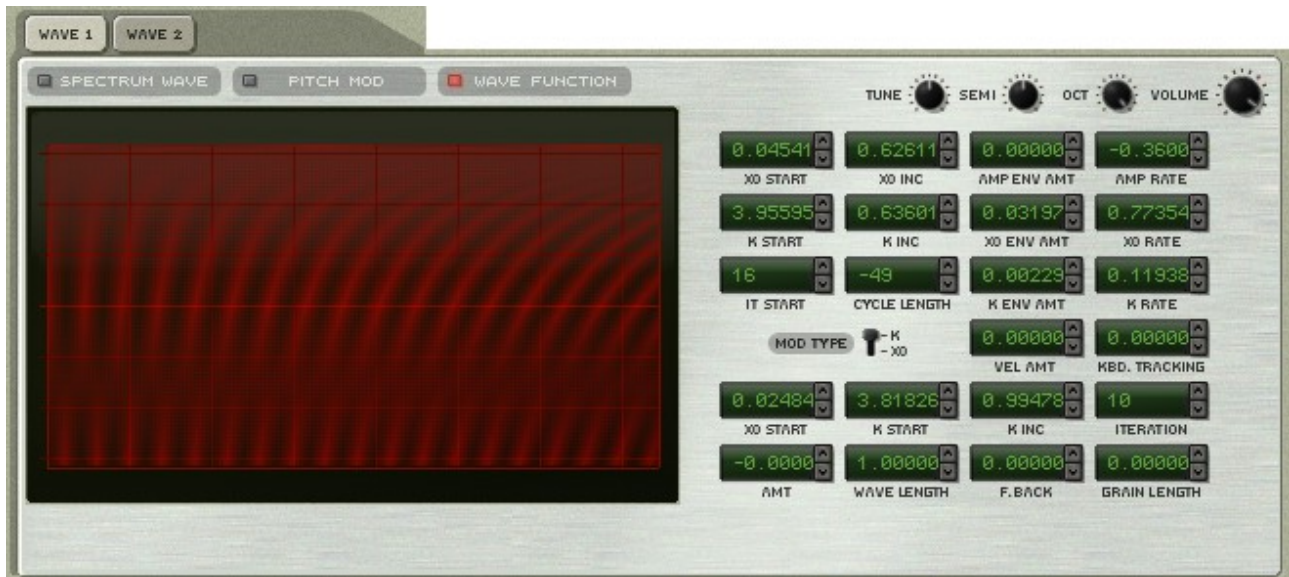 WAVE 1 WAVE 2
SPECTRUM WAVE PITCH MOD WAVE FUNCTION
TUNE SEMI OCT VOLUME
0.04541 0.62611 0.00000 -0.3600
X0 START X0 INC AMP ENV AMT AMP RATE
3.95595 0.63601 0.03197 0.77354
K START K INC X0 ENV AMT X0 RATE
16 -49 0.00229 0.11938
IT START CYCLE LENGTH K ENV AMT K RATE
MOD TYPE - K 0.00000 0.00000
- X0
VEL AMT KBD. TRACKING
0.02484 3.81826 0.99478 10
X0 START K START K INC ITERATION
-0.0000 1.00000 0.00000 0.00000
AMT WAVE LENGTH F.BACK GRAIN LENGTH